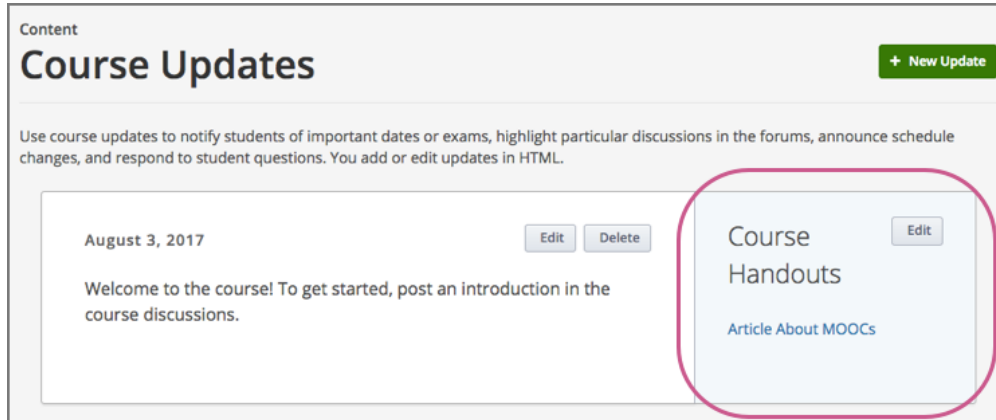 Content
Course Updates
+ New Update
Use course updates to notify students of important dates or exams, highlight particular discussions in the forums, announce schedule
changes, and respond to student questions. You add or edit updates in HTML.
August 3, 2017
Edit
Delete
Welcome to the course! To get started, post an introduction in the
course discussions.
Course
Handouts
Edit
Article About MOOCs